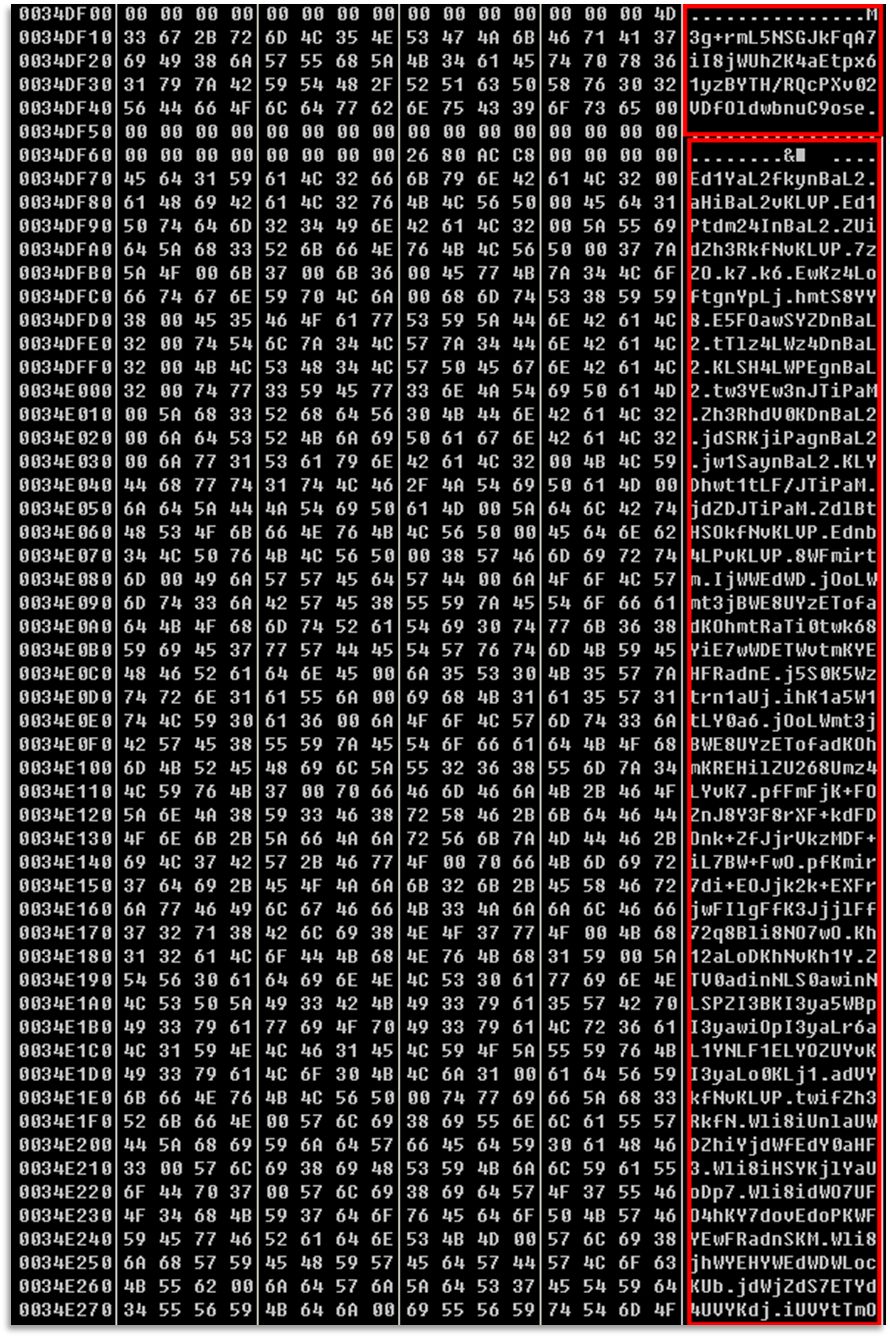 0034DF00 00 00 00 00 00 00 00 00 00 00 00 00 00 00 00 4D ...............M
0034DF10 33 67 2B 72 6D 4C 35 4E 53 47 4A 6B 46 71 41 37 3g+rmL5NSGJkFqA7
0034DF20 69 49 38 6A 57 55 68 5A 4B 34 61 45 74 70 78 36 iI8jWUhZK4aEtpx6
0034DF30 31 79 7A 42 59 54 48 2F 52 51 63 50 58 76 30 32 1yzBYTH/RQcPXv02
0034DF40 56 44 66 4F 6C 64 77 62 6E 75 43 39 6F 73 65 00 VDfOldwbnuC9ose.
0034DF50 00 00 00 00 00 00 00 00 00 00 00 00 00 00 00 00 ................
0034DF60 00 00 00 00 00 00 00 00 26 80 AC C8 00 00 00 00 ........&■  ....
0034DF70 45 64 31 59 61 4C 32 66 6B 79 6E 42 61 4C 32 00 Ed1YaL2fkynBaL2.
0034DF80 61 48 69 42 61 4C 32 76 4B 4C 56 50 00 45 64 31 aHiBaL2vKLVP.Ed1
0034DF90 50 74 64 6D 32 34 49 6E 42 61 4C 32 00 5A 55 69 Ptdm24InBaL2.ZUi
0034DFA0 64 5A 68 33 52 6B 66 4E 76 4B 4C 56 50 00 37 7A dZh3RkfNvKLVP.7z
0034DFB0 5A 4F 00 6B 37 00 6B 36 00 45 77 4B 7A 34 4C 6F ZO.k7.k6.EwKz4Lo
0034DFC0 66 74 67 6E 59 70 4C 6A 00 68 6D 74 53 38 59 59 ftgnYpLj.hmtS8YY
0034DFD0 38 00 45 35 46 4F 61 77 53 59 5A 44 6E 42 61 4C 8.E5FOawSYZDnBaL
0034DFE0 32 00 74 54 6C 7A 34 4C 57 7A 34 44 6E 42 61 4C 2.tTlz4LWz4DnBaL
0034DFF0 32 00 4B 4C 53 48 34 4C 57 50 45 67 6E 42 61 4C 2.KLSH4LWPEgnBaL
0034E000 32 00 74 77 33 59 45 77 33 6E 4A 54 69 50 61 4D 2.tw3YEw3nJTiPaM
0034E010 00 5A 68 33 52 68 64 56 30 4B 44 6E 42 61 4C 32 .Zh3RhdV0KDnBaL2
0034E020 00 6A 64 53 52 4B 6A 69 50 61 67 6E 42 61 4C 32 .jdSRKjiPagnBaL2
0034E030 00 6A 77 31 53 61 79 6E 42 61 4C 32 00 4B 4C 59 .jw1SaynBaL2.KLY
0034E040 44 68 77 74 31 74 4C 46 2F 4A 54 69 50 61 4D 00 Dhwt1tLF/JTiPaM.
0034E050 6A 64 5A 44 4A 54 69 50 61 4D 00 5A 64 6C 42 74 jdZDJTiPaM.ZdlBt
0034E060 48 53 4F 6B 66 4E 76 4B 4C 56 50 00 45 64 6E 62 HSOkfNvKLVP.Ednb
0034E070 34 4C 50 76 4B 4C 56 50 00 38 57 46 6D 69 72 74 4LPvKLVP.8WFmirt
0034E080 6D 00 49 6A 57 57 45 64 57 44 00 6A 4F 6F 4C 57 m.IjWWEdWD.jOoLW
0034E090 6D 74 33 6A 42 57 45 38 55 59 7A 45 54 6F 66 61 mt3jBWE8UYzETofa
0034E0A0 64 4B 4F 68 6D 74 52 61 54 69 30 74 77 6B 36 38 dKOhmtRaTi0twk68
0034E0B0 59 69 45 37 77 57 44 45 54 57 76 74 6D 4B 59 45 YiE7wWDETWvtmKYE
0034E0C0 48 46 52 61 64 6E 45 00 6A 35 53 30 4B 35 57 7A HFRadnE.j5S0K5Wz
0034E0D0 74 72 6E 31 61 55 6A 00 69 68 4B 31 61 35 57 31 trn1aUj.ihK1a5W1
0034E0E0 74 4C 59 30 61 36 00 6A 4F 6F 4C 57 6D 74 33 6A tLY0a6.jOoLWmt3j
0034E0F0 42 57 45 38 55 59 7A 45 54 6F 66 61 64 4B 4F 68 BWE8UYzETofadKOh
0034E100 6D 4B 52 45 48 69 6C 5A 55 32 36 38 55 6D 7A 34 mKREHilZU268Umz4
0034E110 4C 59 76 4B 37 00 70 66 46 6D 46 6A 4B 2B 46 4F LYvK7.pfFmFjK+FO
0034E120 5A 6E 4A 38 59 33 46 38 72 58 46 2B 6B 64 46 44 ZnJ8Y3F8rXF+kdFD
0034E130 4F 6E 6B 2B 5A 66 4A 6A 72 56 6B 7A 4D 44 46 2B Onk+ZfJjrVkzMDF+
0034E140 69 4C 37 42 57 2B 46 77 4F 00 70 66 4B 6D 69 72 iL7BW+FwO.pfKmir
0034E150 37 64 69 2B 45 4F 4A 6A 6B 32 6B 2B 45 58 46 72 7di+EOJjk2k+EXFr
0034E160 6A 77 46 49 6C 67 46 66 4B 33 4A 6A 6A 6C 46 66 jwFIlgFfK3JjjlFf
0034E170 37 32 71 38 42 6C 69 38 4E 4F 37 77 4F 00 4B 68 72q8Bli8NO7wO.Kh
0034E180 31 32 61 4C 6F 44 4B 68 4E 76 4B 68 31 59 00 5A 12aLoDKhNvKh1Y.Z
0034E190 54 56 30 61 64 69 6E 4E 4C 53 30 61 77 69 6E 4E TV0adinNLS0awinN
0034E1A0 4C 53 50 5A 49 33 42 4B 49 33 79 61 35 57 42 70 LSPZI3BKI3ya5WBp
0034E1B0 49 33 79 61 77 69 4F 70 49 33 79 61 4C 72 36 61 I3yawiOpI3yaLr6a
0034E1C0 4C 31 59 4E 4C 46 31 45 4C 59 4F 5A 55 59 76 4B L1YNLF1ELYOZUYvK
0034E1D0 49 33 79 61 4C 6F 30 4B 4C 6A 31 00 61 64 56 59 I3yaLo0KLj1.adVY
0034E1E0 6B 66 4E 76 4B 4C 56 50 00 74 77 69 66 5A 68 33 kfNvKLVP.twifZh3
0034E1F0 52 6B 66 4E 00 57 6C 69 38 69 55 6E 6C 61 55 57 RkfN.Wli8iUnlaUW
0034E200 44 5A 68 69 59 6A 64 57 66 45 64 59 30 61 48 46 DZhiYjdWfEdY0aHF
0034E210 33 00 57 6C 69 38 69 48 53 59 4B 6A 6C 59 61 55 3.Wli8iHSYKjlYaU
0034E220 6F 44 70 37 00 57 6C 69 38 69 64 57 4F 37 55 46 oDp7.Wli8idWO7UF
0034E230 4F 34 68 4B 59 37 64 6F 76 45 64 6F 50 4B 57 46 O4hKY7dovEdoPKWF
0034E240 59 45 77 46 52 61 64 6E 53 4B 4D 00 57 6C 69 38 YEwFRadnSKM.Wli8
0034E250 6A 68 57 59 45 48 59 57 45 64 57 44 57 4C 6F 63 jhWYEHYWEdWDWLoc
0034E260 4B 55 62 00 6A 64 57 6A 5A 64 53 37 45 54 59 64 KUb.jdWjZdS7ETYd
0034E270 34 55 56 59 4B 64 6A 00 69 55 56 59 74 54 6D 4F 4UVYKdj.iUVYtTmO